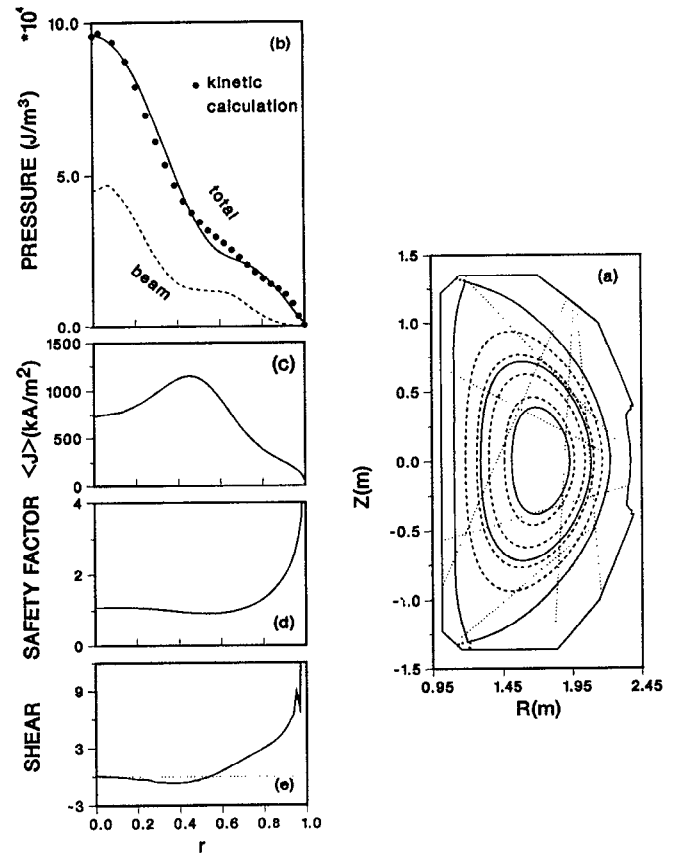 *10⁴
10.0
(b)
kinetic
calculation
PRESSURE (J/m³)
5.0
total
beam
0.0
1500
(c)
1000
<J>(kA/m²)
500
0
4
SAFETY FACTOR
2
(d)
0
9
SHEAR
3
(e)
-3
0.0 0.2 0.4 0.6 0.8 1.0
r
1.5
(a)
1.0
0.5
Z(m)
0.0
-0.5
-1.0
-1.5
0.95 1.45 1.95 2.45
R(m)